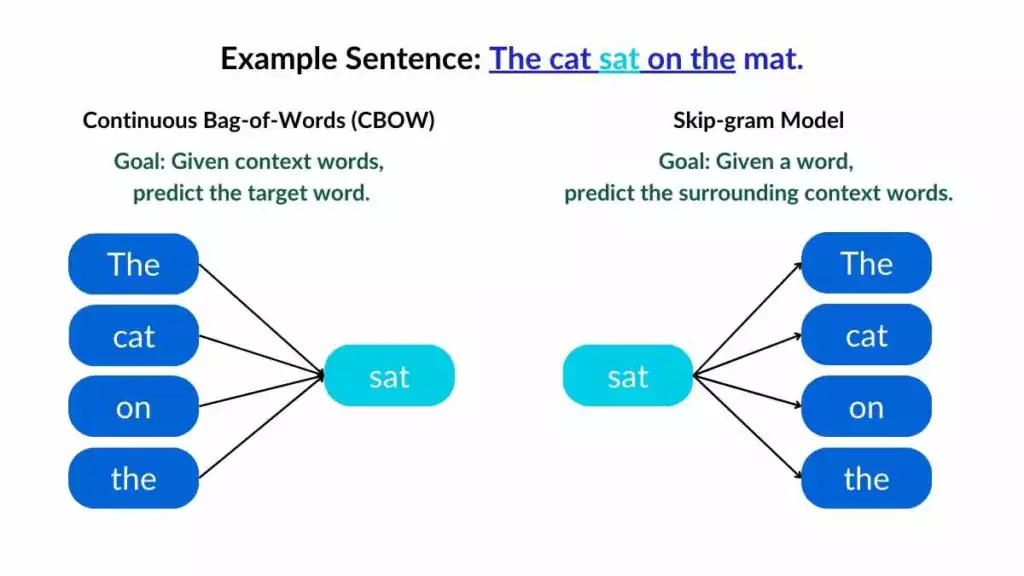 Example Sentence: The cat sat on the mat.
Continuous Bag-of-Words (CBOW)
Goal: Given context words,
predict the target word.
The
cat
on
the
sat
Skip-gram Model
Goal: Given a word,
predict the surrounding context words.
sat
The
cat
on
the